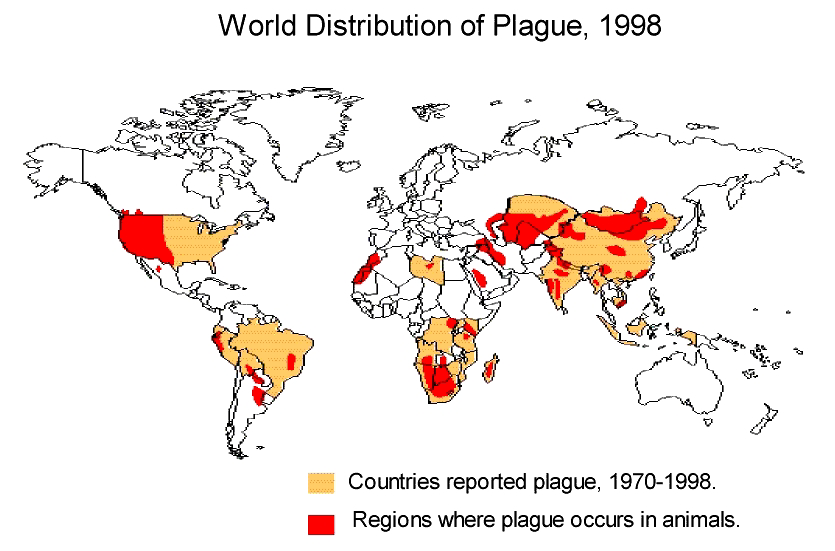 World Distribution of Plague, 1998
Countries reported plague, 1970-1998.
Regions where plague occurs in animals.